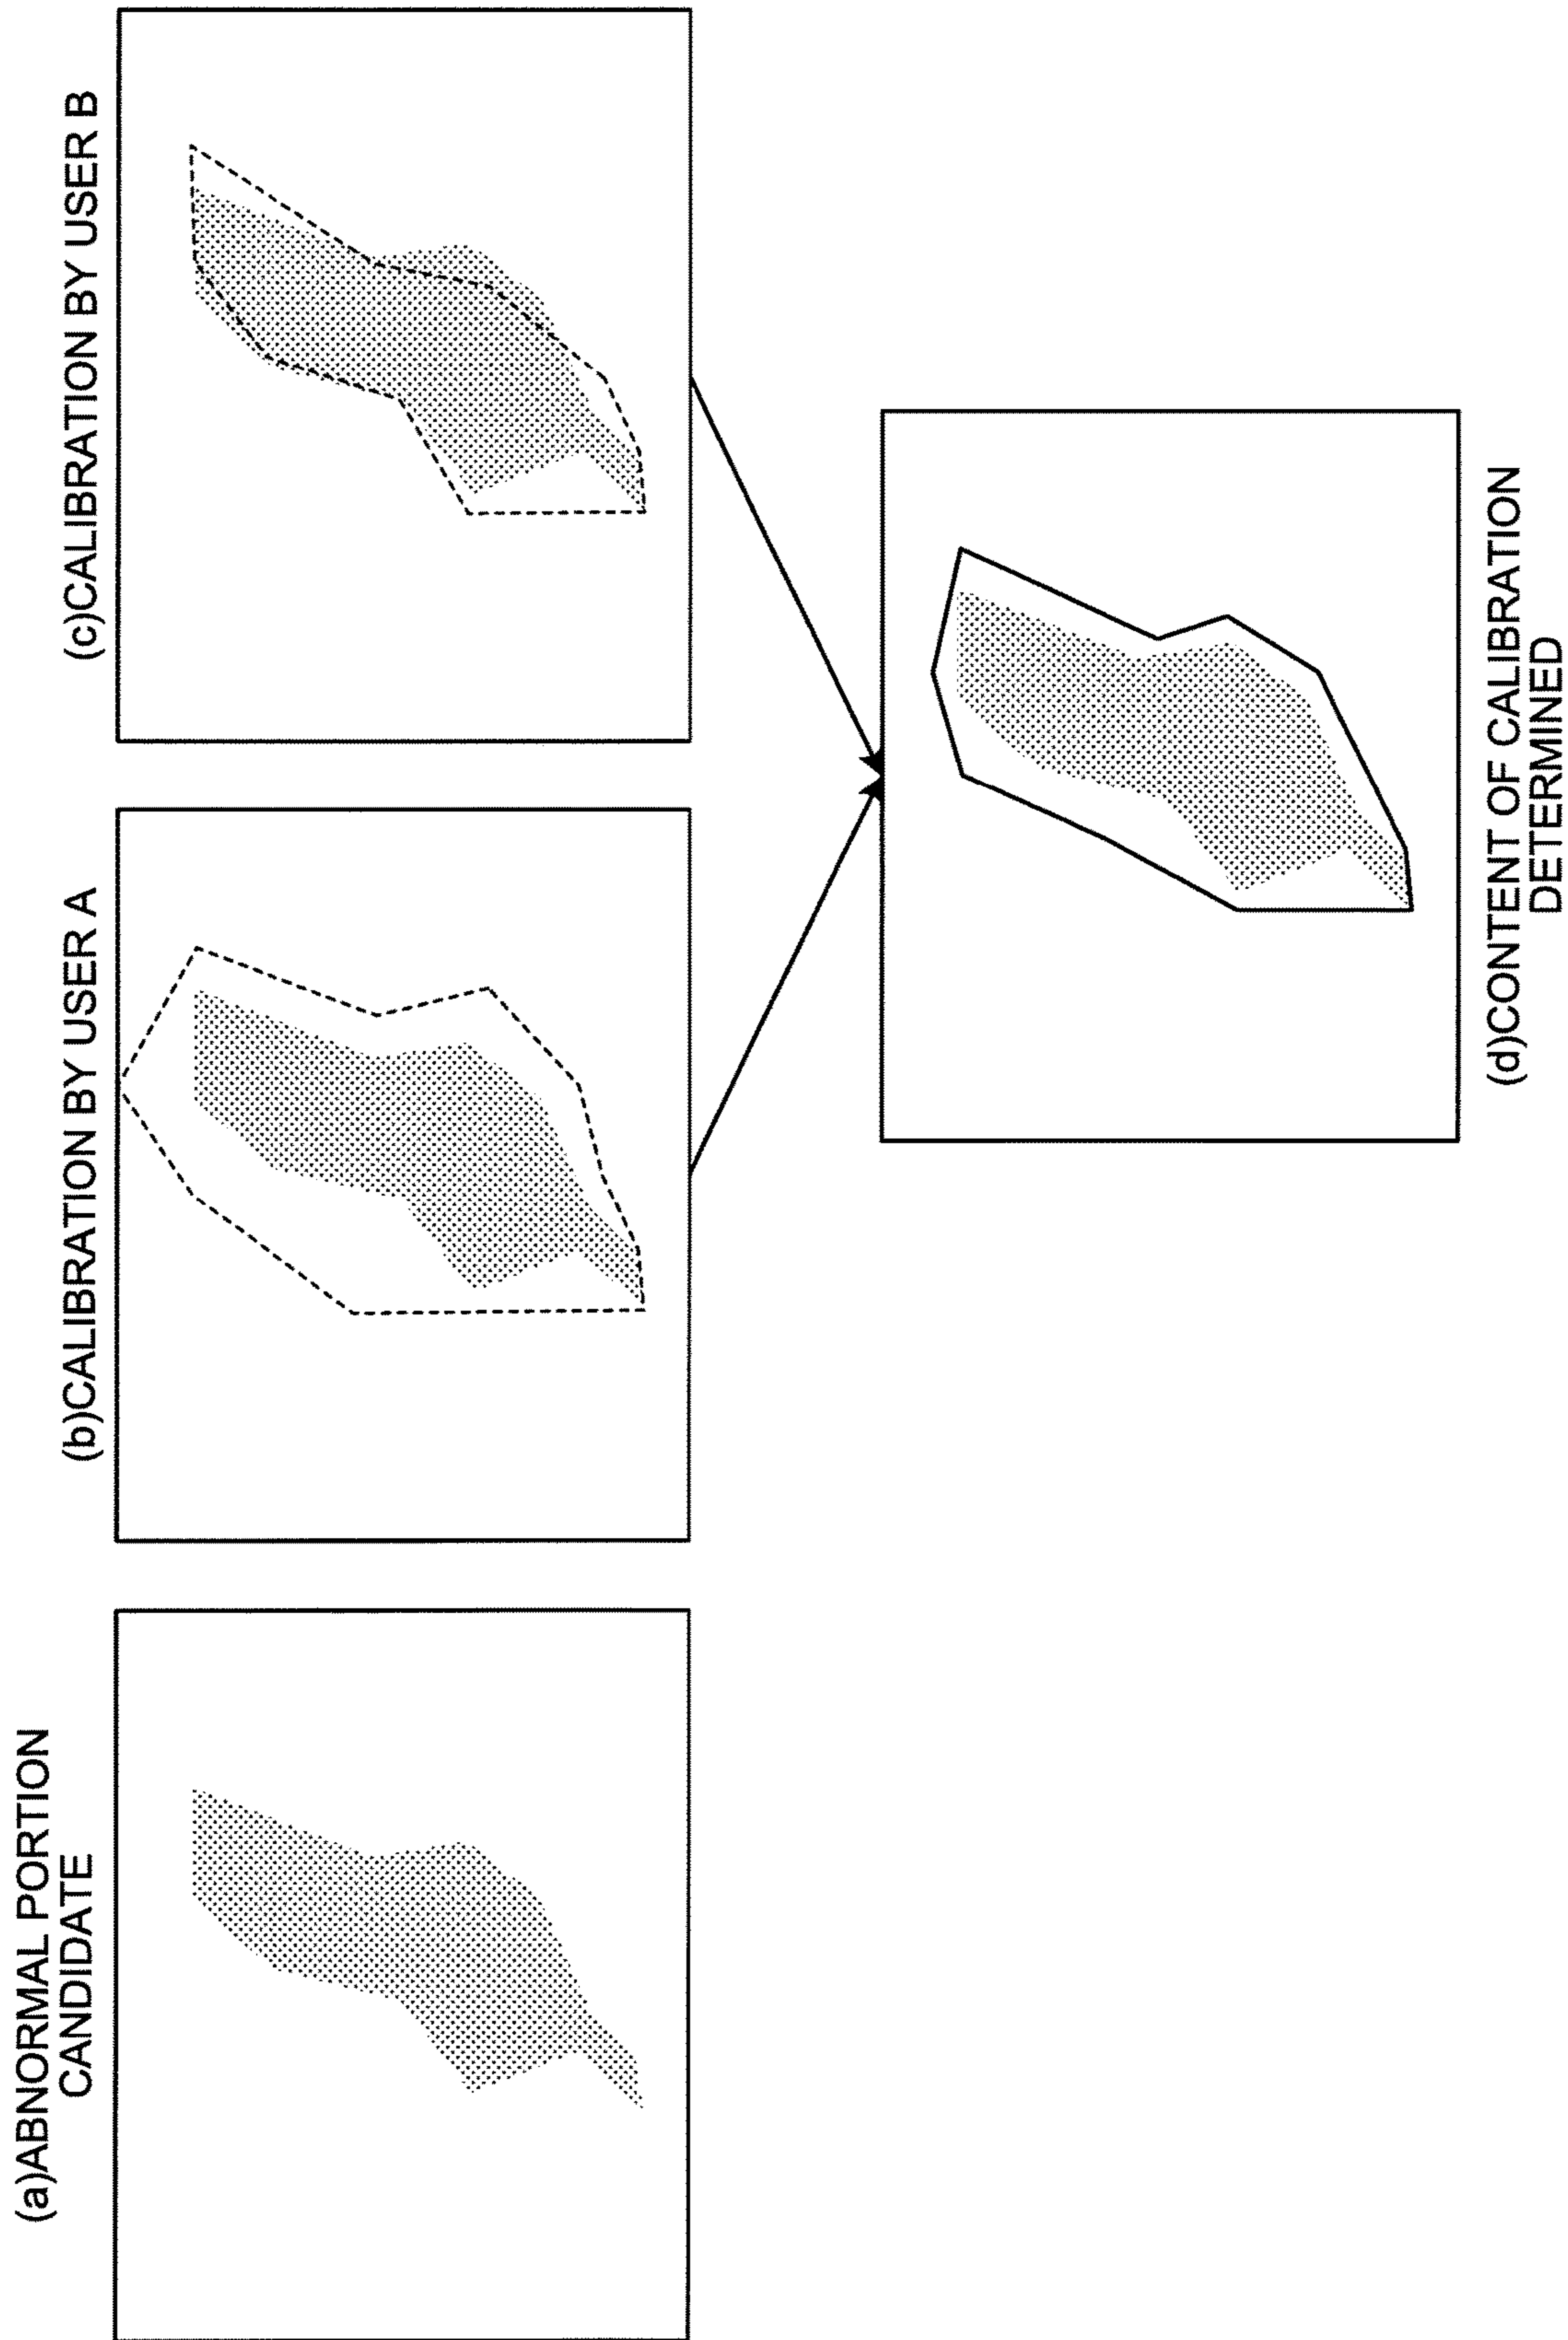 (a)ABNORMAL PORTION
CANDIDATE
(b)CALIBRATION BY USER A
(c)CALIBRATION BY USER B
(d)CONTENT OF CALIBRATION
DETERMINED